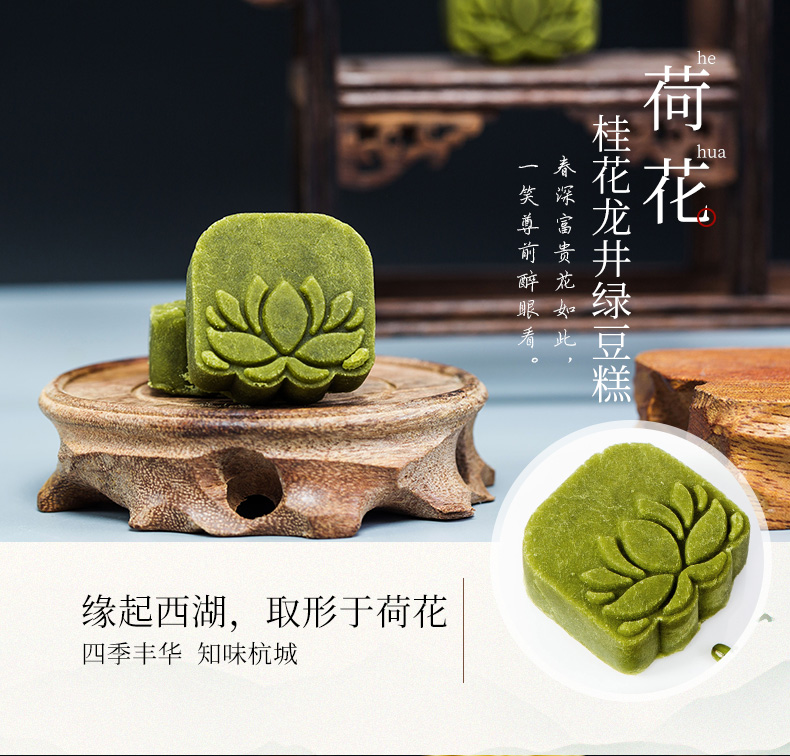 荷花
he
hua
桂花龙井绿豆糕
春深富贵花如此，
一笑尊前醉眼看。
缘起西湖，取形于荷花
四季丰华 知味杭城